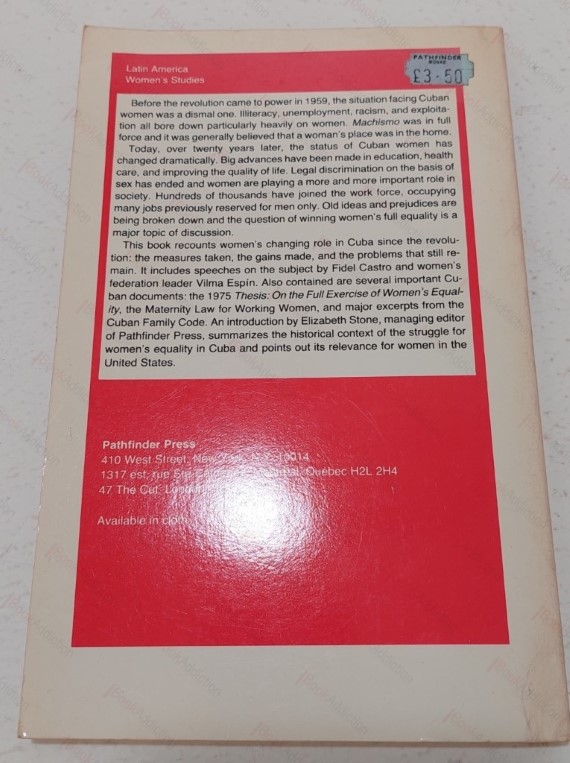 Latin America
Women's Studies
PATHFINDER
BOOKS
£3·50
Before the revolution came to power in 1959, the situation facing Cuban
women was a dismal one. Illiteracy, unemployment, racism, and exploita-
tion all bore down particularly heavily on women. Machismo was in full
force and it was generally believed that a woman's place was in the home.
Today, over twenty years later, the status of Cuban women has
changed dramatically. Big advances have been made in education, health
care, and improving the quality of life. Legal discrimination on the basis of
sex has ended and women are playing a more and more important role in
society. Hundreds of thousands have joined the work force, occupying
many jobs previously reserved for men only. Old ideas and prejudices are
being broken down and the question of winning women's full equality is a
major topic of discussion.
This book recounts women's changing role in Cuba since the revolu-
tion: the measures taken, the gains made, and the problems that still re-
main. It includes speeches on the subject by Fidel Castro and women's
federation leader Vilma Espín. Also contained are several important Cu-
ban documents: the 1975 Thesis: On the Full Exercise of Women's Equal-
ity, the Maternity Law for Working Women, and major excerpts from the
Cuban Family Code. An introduction by Elizabeth Stone, managing editor
of Pathfinder Press, summarizes the historical context of the struggle for
women's equality in Cuba and points out its relevance for women in the
United States.
Pathfinder Press
410 West Street, New York, 10014
1317 est, rue Québec H2L 2H4
47 The Cut, London
Available in cloth